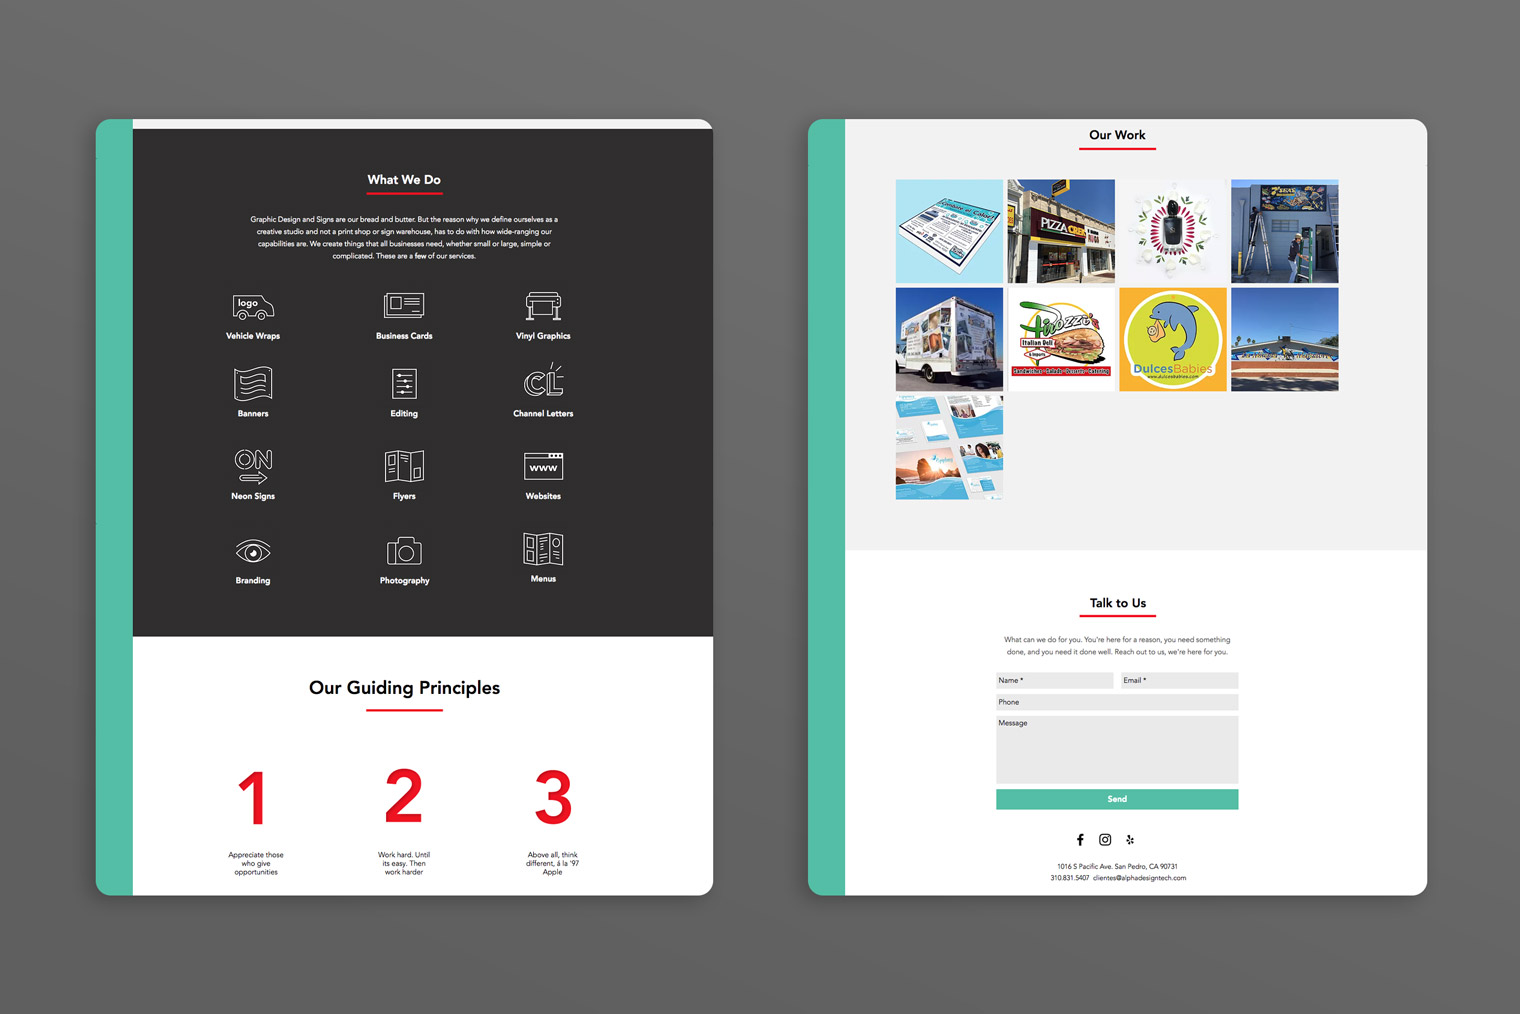 What We Do
Graphic Design and Signs are our bread and butter. But the reason why we define ourselves as a
creative studio and not a print shop or sign warehouse, has to do with how wide-ranging our
capabilities are. We create things that all businesses need, whether small or large, simple or
complicated. These are a few of our services.
logo
Vehicle Wraps
Business Cards
Vinyl Graphics
CL
Banners
Editing
Channel Letters
ON
www
Neon Signs
Flyers
Websites
Branding
Photography
Menus
Our Guiding Principles
1
2
3
Appreciate those
who give
opportunities
Work hard. Until
its easy. Then
work harder
Above all, think
different, á la '97
Apple
Our Work
PIZZA
Italian Deli
& Imports
Sandwiches • Salads • Desserts • Catering
DulcesBabies
www.dulcesbabies.com
Talk to Us
What can we do for you. You're here for a reason, you need something
done, and you need it done well. Reach out to us, we're here for you.
Name *
Email *
Phone
Message
Send
1016 S Pacific Ave. San Pedro, CA 90731
310.831.5407 clientes@alphadesigntech.com